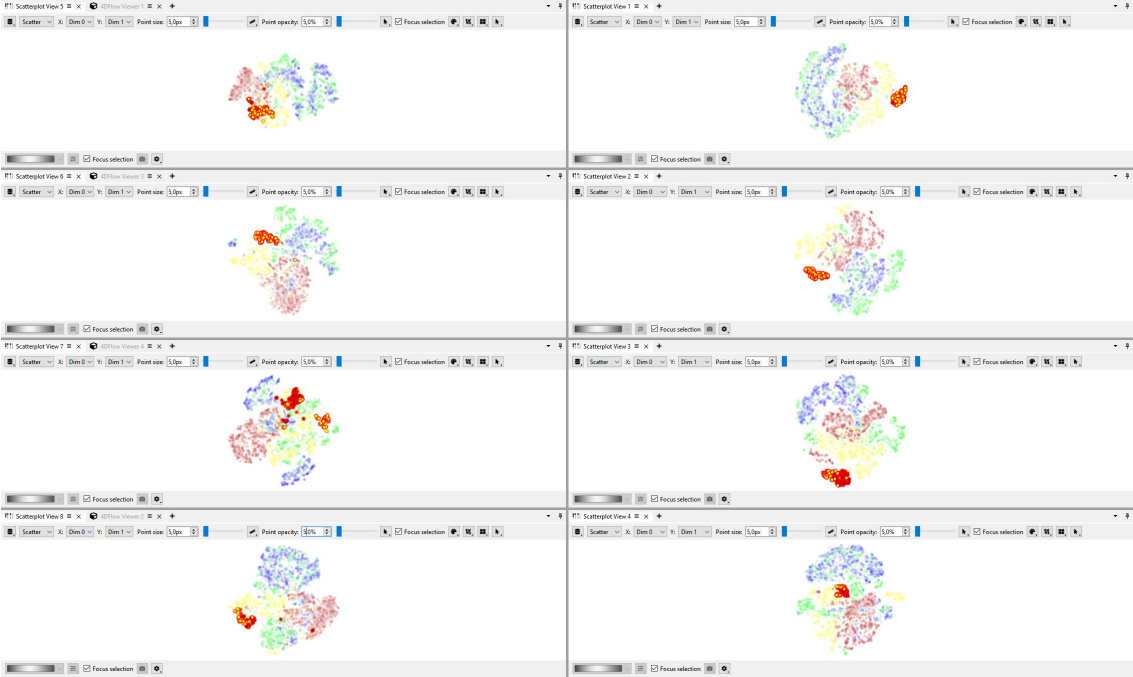 Scatterplot View 5 4DFlow Viewer 1
Scatter X: Dim 0 Y: Dim 1 Point size: 5,0px Point opacity: 5,0% Focus selection
Focus selection
Scatterplot View 1
Scatter X: Dim 0 Y: Dim 1 Point size: 5,0px Point opacity: 5,0% Focus selection
Focus selection
Scatterplot View 6 4DFlow Viewer 3
Scatter X: Dim 0 Y: Dim 1 Point size: 5,0px Point opacity: 5,0% Focus selection
Focus selection
Scatterplot View 2
Scatter X: Dim 0 Y: Dim 1 Point size: 5,0px Point opacity: 5,0% Focus selection
Focus selection
Scatterplot View 7 4DFlow Viewer 4
Scatter X: Dim 0 Y: Dim 1 Point size: 5,0px Point opacity: 5,0% Focus selection
Focus selection
Scatterplot View 3
Scatter X: Dim 0 Y: Dim 1 Point size: 5,0px Point opacity: 5,0% Focus selection
Focus selection
Scatterplot View 8 4DFlow Viewer 2
Scatter X: Dim 0 Y: Dim 1 Point size: 5,0px Point opacity: 5,0% Focus selection
Focus selection
Scatterplot View 4
Scatter X: Dim 0 Y: Dim 1 Point size: 5,0px Point opacity: 5,0% Focus selection
Focus selection